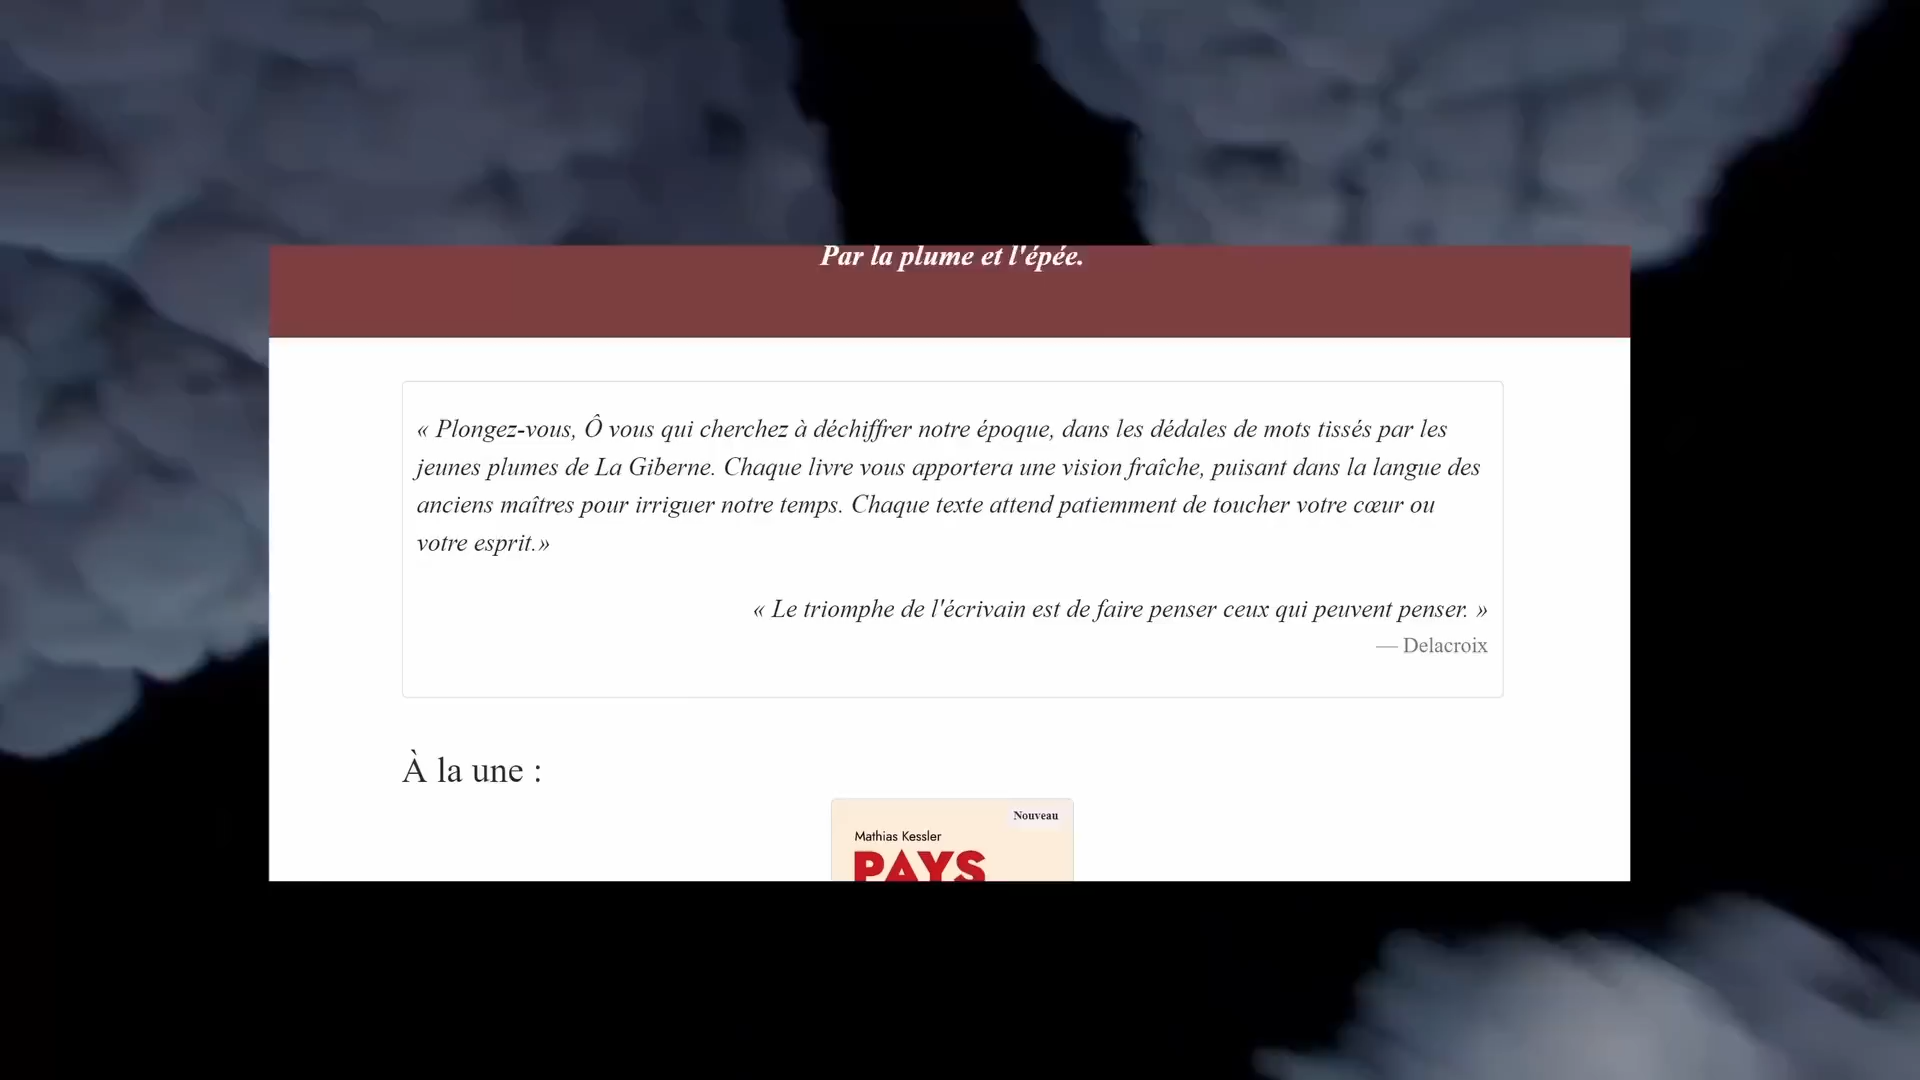 Par la plume et l'épée.
« Plongez-vous, Ô vous qui cherchez à déchiffrer notre époque, dans les dédales de mots tissés par les
jeunes plumes de La Giberne. Chaque livre vous apportera une vision fraîche, puisant dans la langue des
anciens maîtres pour irriguer notre temps. Chaque texte attend patiemment de toucher votre cœur ou
votre esprit.»
« Le triomphe de l'écrivain est de faire penser ceux qui peuvent penser. »
— Delacroix
À la une :
Nouveau
Mathias Kessler
PAYS